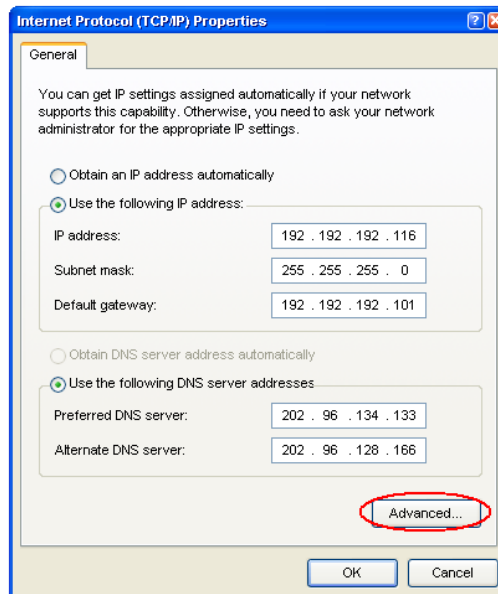 Internet Protocol (TCP/IP) Properties
General
You can get IP settings assigned automatically if your network
supports this capability. Otherwise, you need to ask your network
administrator for the appropriate IP settings.
Obtain an IP address automatically
Use the following IP address:
IP address: 192 . 192 . 192 . 116
Subnet mask: 255 . 255 . 255 . 0
Default gateway: 192 . 192 . 192 . 101
Obtain DNS server address automatically
Use the following DNS server addresses
Preferred DNS server: 202 . 96 . 134 . 133
Alternate DNS server: 202 . 96 . 128 . 166
Advanced...
OK Cancel